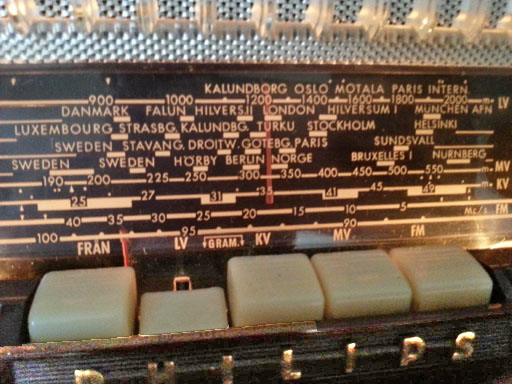 KALUNDBORG OSLO MOTALA PARIS INTERN.
900 1000 1200 1400 1600 1800 2000 m LV
DANMARK FALUN HILVERS.II LONDON HILVERSUM I MÜNCHEN AFN
LUXEMBOURG STRASBG. KALUNDBG. TURKU STOCKHOLM HELSINKI
SWEDEN STAVANG. DROITW. GOTEBG. PARIS SUNDSVALL
SWEDEN SWEDEN HÖRBY BERLIN NORGE BRUXELLES I NÜRNBERG
190 200 225 250 300 350 400 450 500 550 m MV
25 27 31 35 41 45 49 m KV
40 35 30 25 20 15 10 5 Mc/s FM
100 95 90
FRÅN LV GRAM. KV MV FM
PHILIPS